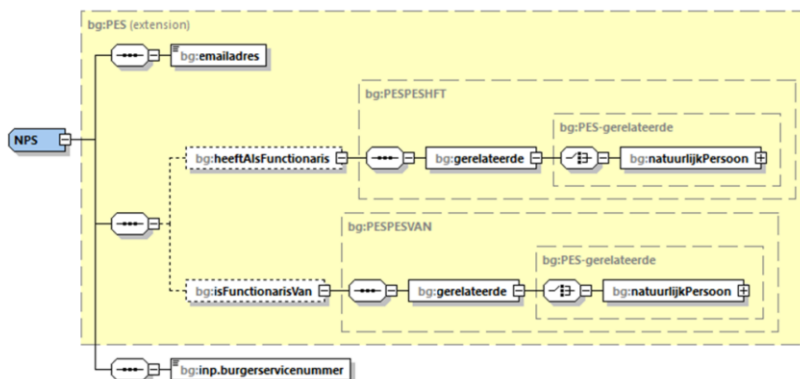 bg:PES (extension)
bg:emailadres
bg:PESPESHFT
bg:PES-gerelateerde
NPS
bg:heeftAlsFunctionaris
bg:gerelateerde
bg:natuurlijkPersoon
bg:PESPESVAN
bg:PES-gerelateerde
bg:isFunctionarisVan
bg:gerelateerde
bg:natuurlijkPersoon
bg:inp.burgerservicenummer